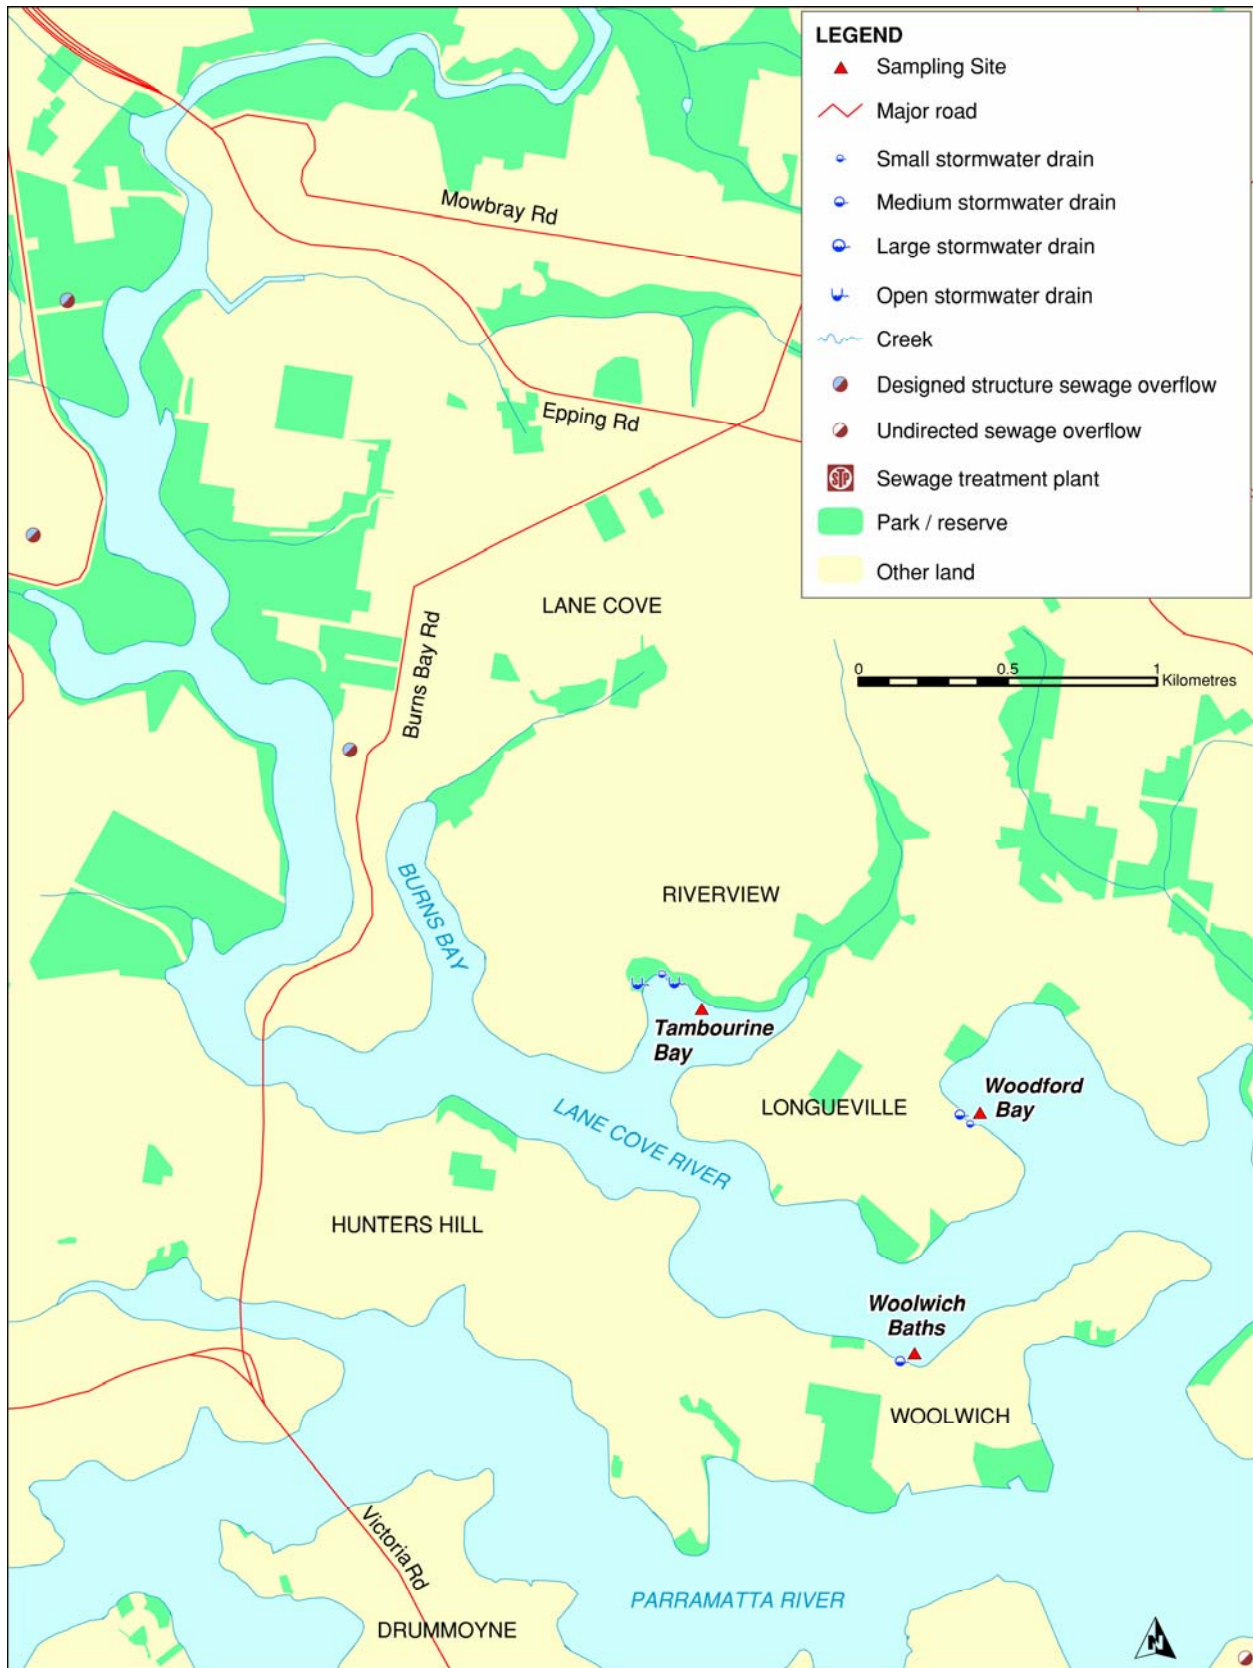 LEGEND
Sampling Site
Major road
Small stormwater drain
Medium stormwater drain
Large stormwater drain
Open stormwater drain
Creek
Designed structure sewage overflow
Undirected sewage overflow
STP
Sewage treatment plant
Park / reserve
Other land
Mowbray Rd
Epping Rd
LANE COVE
Burns Bay Rd
0 0.5 1
Kilometres
BURNS BAY
RIVERVIEW
Tambourine
Bay
Woodford
Bay
LONGUEVILLE
LANE COVE RIVER
HUNTERS HILL
Woolwich
Baths
WOOLWICH
Victoria Rd
PARRAMATTA RIVER
DRUMMOYNE
N